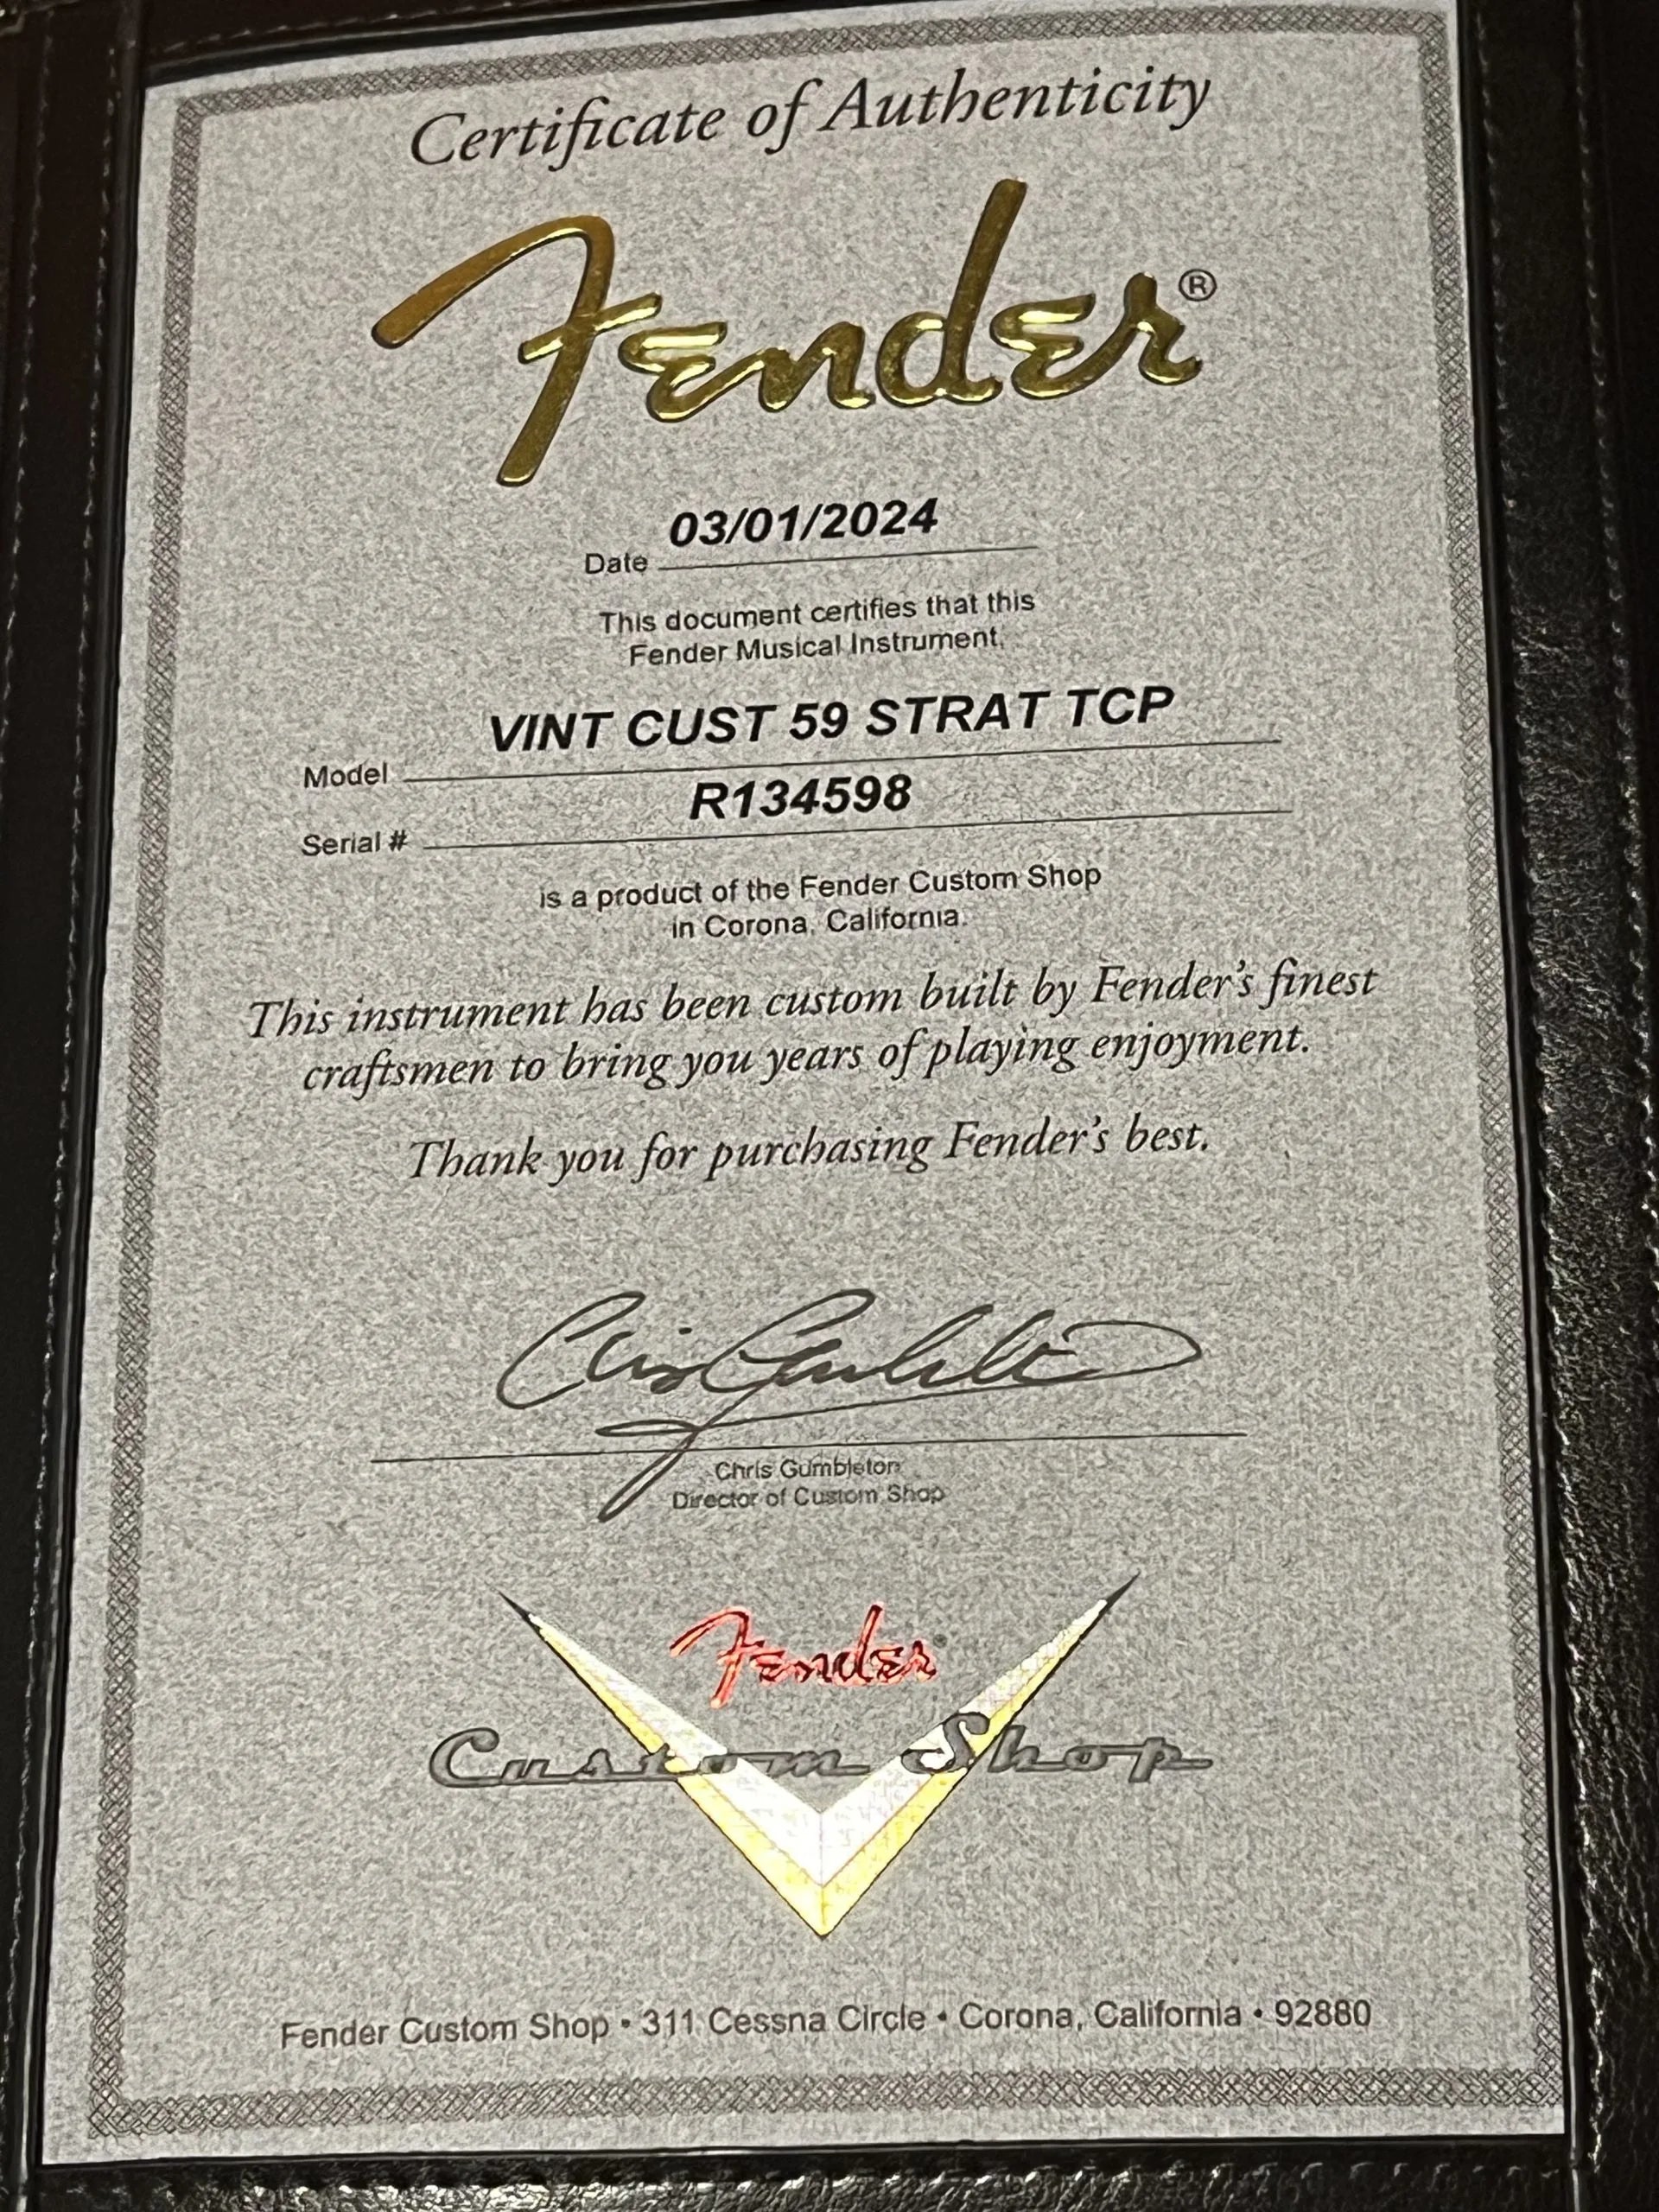 Certificate of Authenticity
Fender®
03/01/2024
Date
This document certifies that this
Fender Musical Instrument,
VINT CUST 59 STRAT TCP
Model
R134598
Serial #
is a product of the Fender Custom Shop
in Corona, California.
This instrument has been custom built by Fender's finest
craftsmen to bring you years of playing enjoyment.
Thank you for purchasing Fender's best.
Chris Gumbleton
Chris Gumbleton
Director of Custom Shop
Fender®
Custom Shop
Fender Custom Shop • 311 Cessna Circle • Corona, California • 92880